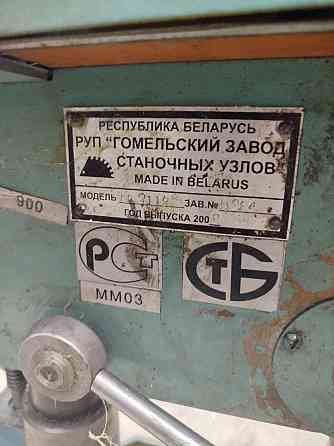 РЕСПУБЛИКА БЕЛАРУСЬ
РУП "ГОМЕЛЬСКИЙ ЗАВОД
СТАНОЧНЫХ УЗЛОВ"
MADE IN BELARUS
МОДЕЛЬ ЗАВ.№
ГОД ВЫПУСКА 200
900
РСТ
СТБ
ММ03